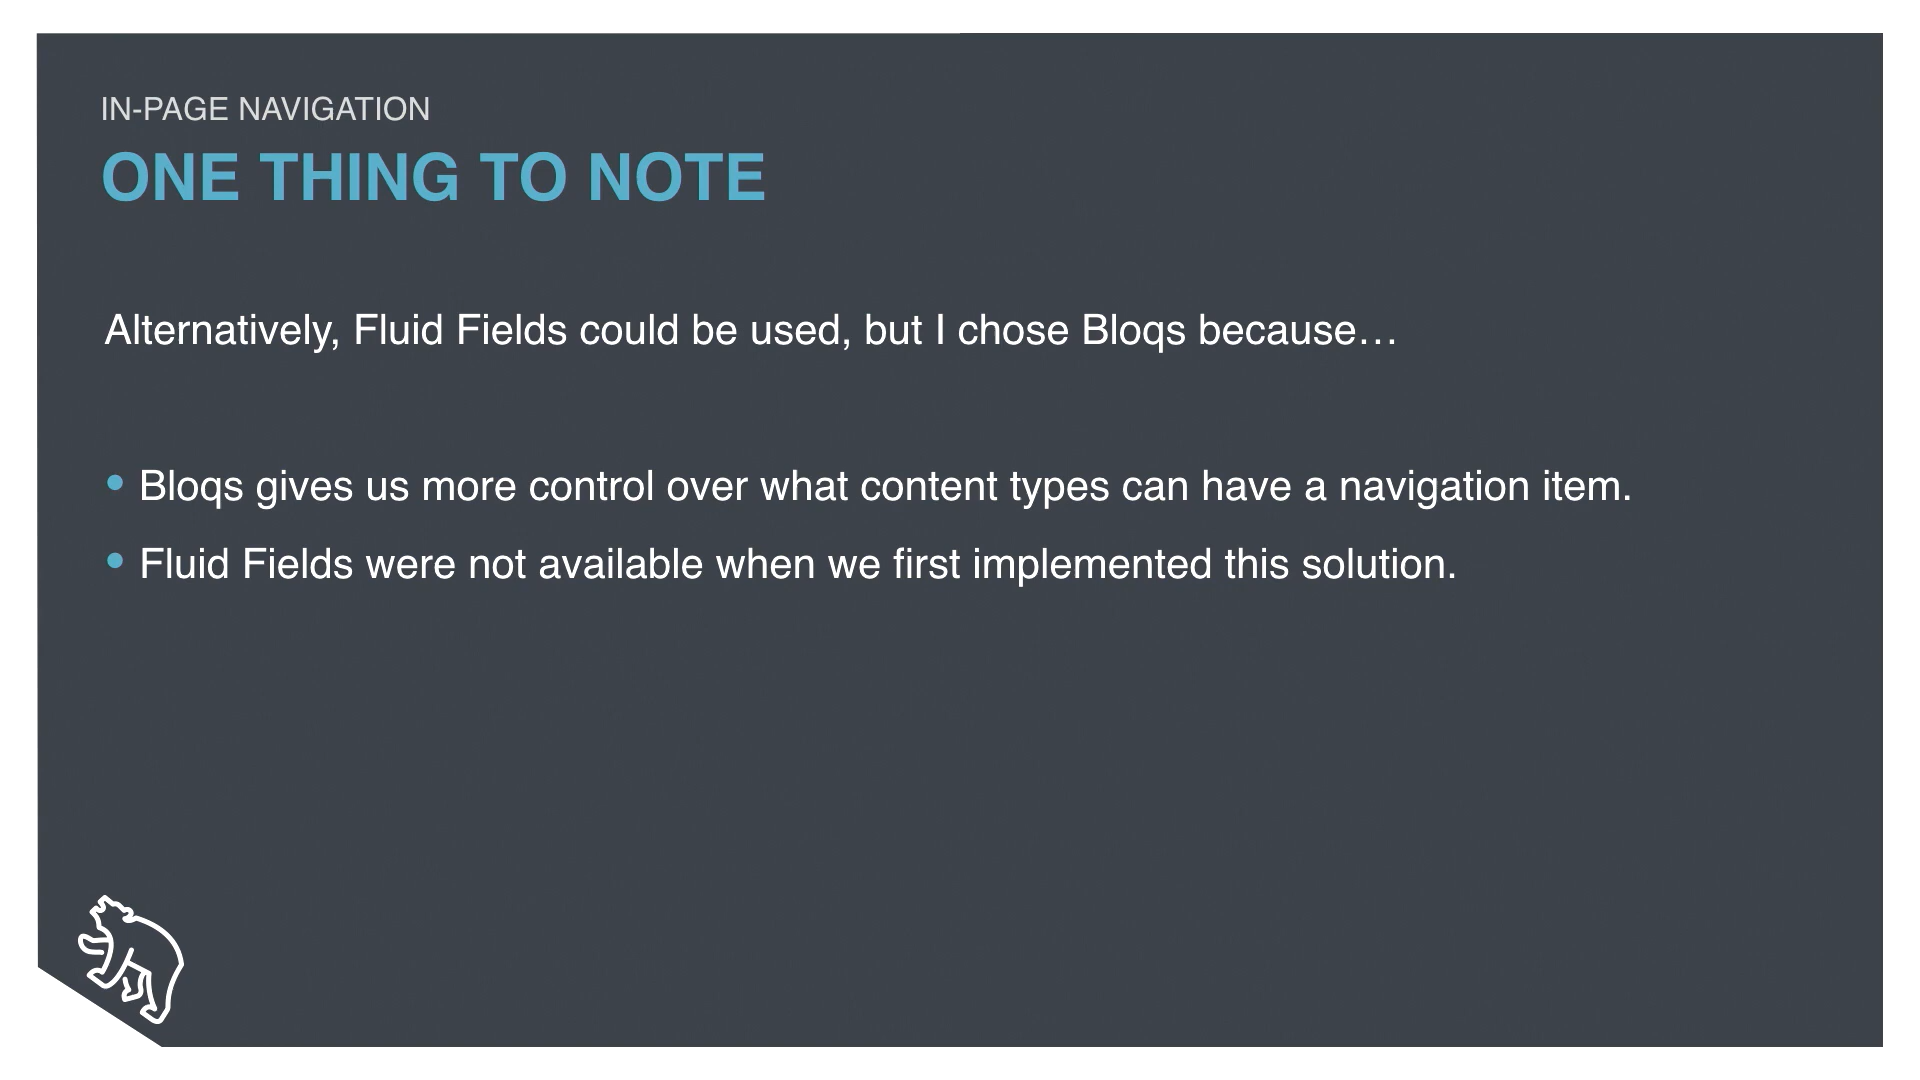 IN-PAGE NAVIGATION
ONE THING TO NOTE
Alternatively, Fluid Fields could be used, but I chose Bloqs because…
• Bloqs gives us more control over what content types can have a navigation item.
• Fluid Fields were not available when we first implemented this solution.